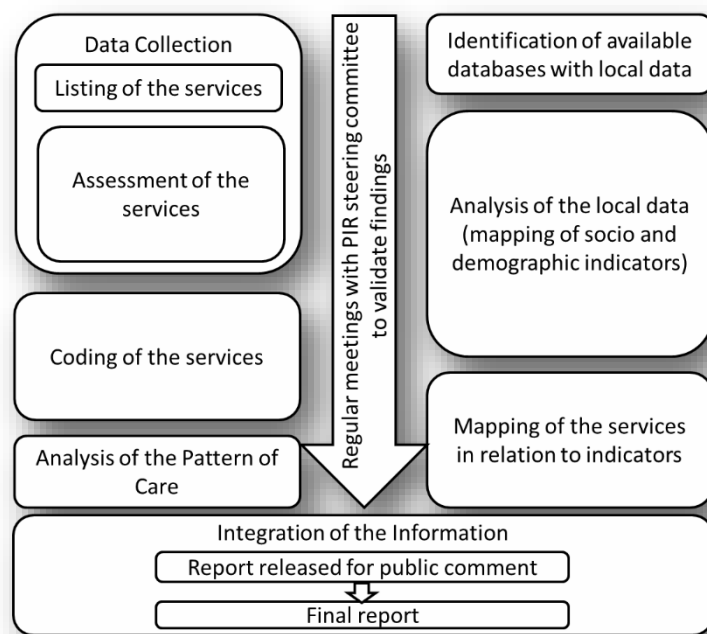 Data Collection
Listing of the services
Assessment of the
services
Coding of the services
Analysis of the Pattern of
Care
Regular meetings with PIR steering committee
to validate findings
Identification of available
databases with local data
Analysis of the local data
(mapping of socio and
demographic indicators)
Mapping of the services
in relation to indicators
Integration of the Information
Report released for public comment
Final report